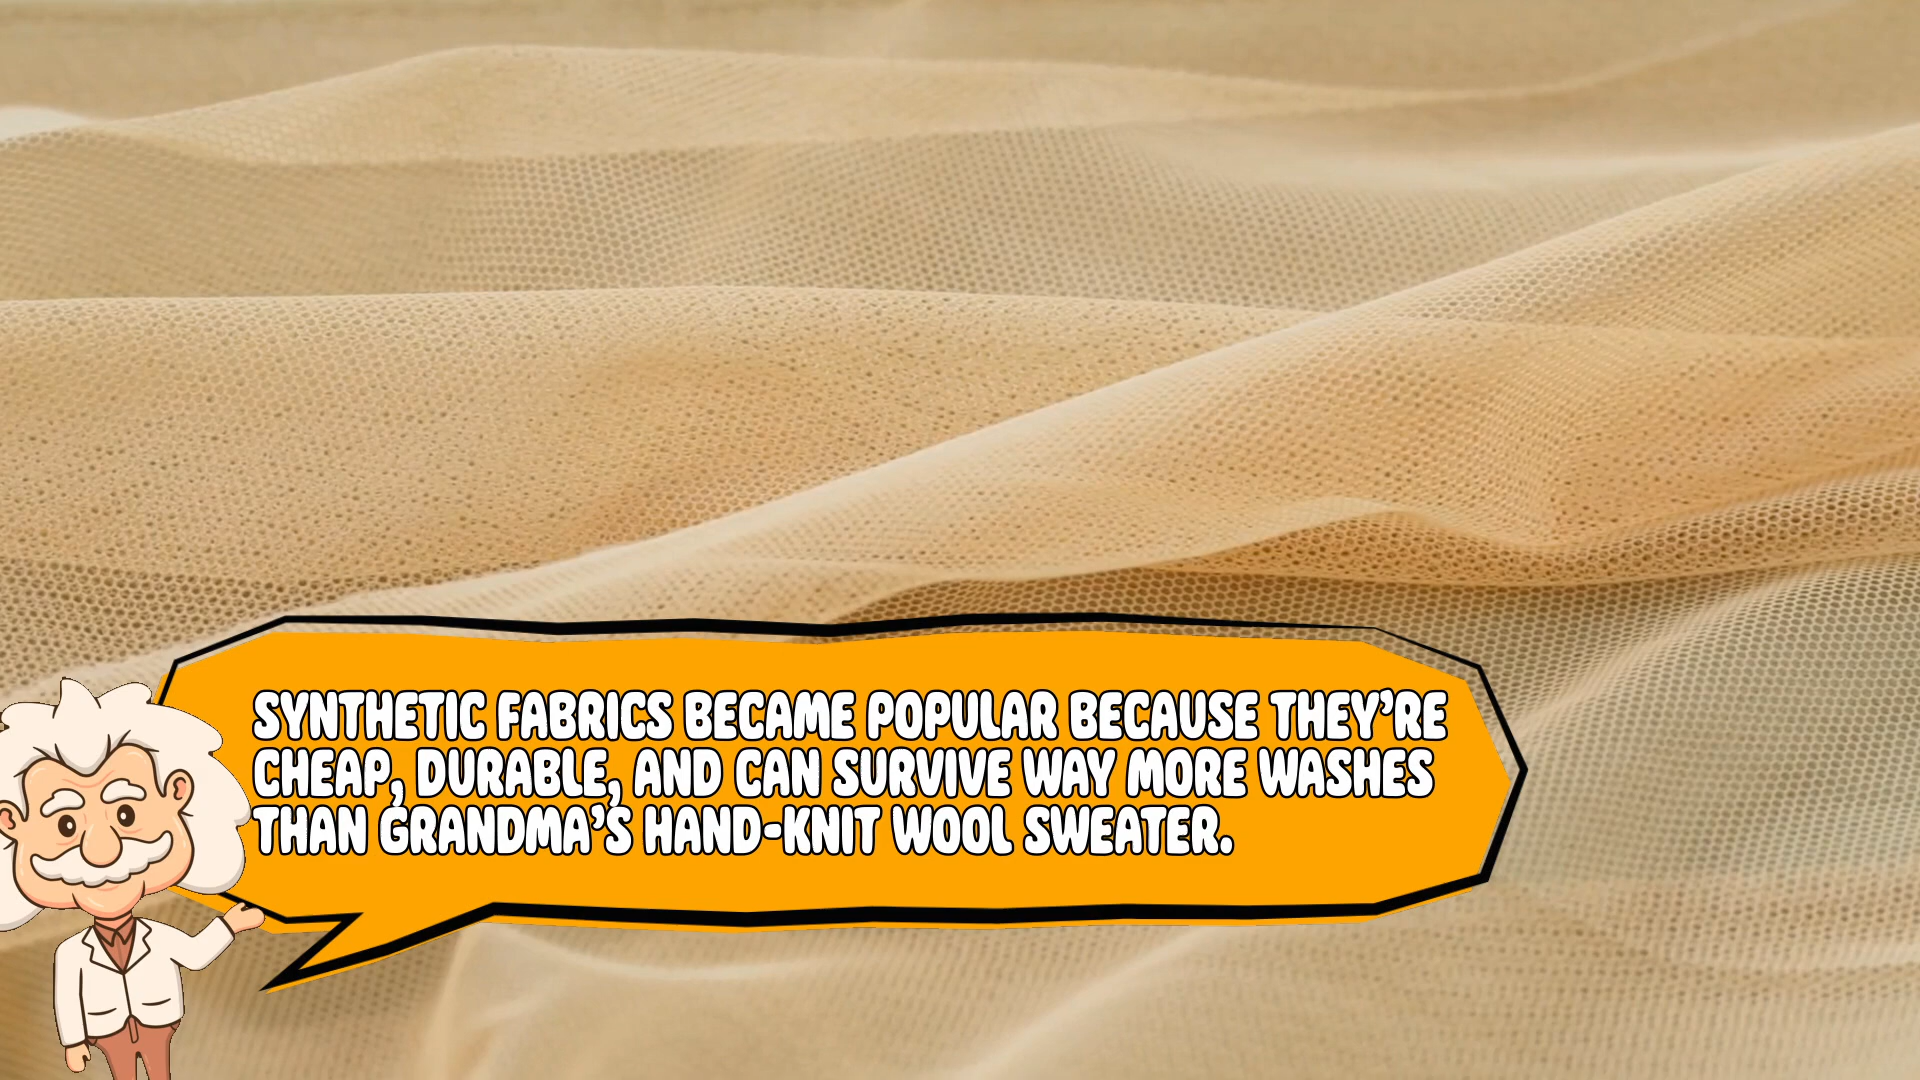 SYNTHETIC FABRICS BECAME POPULAR BECAUSE THEY'RE
CHEAP, DURABLE, AND CAN SURVIVE WAY MORE WASHES
THAN GRANDMA'S HAND-KNIT WOOL SWEATER.